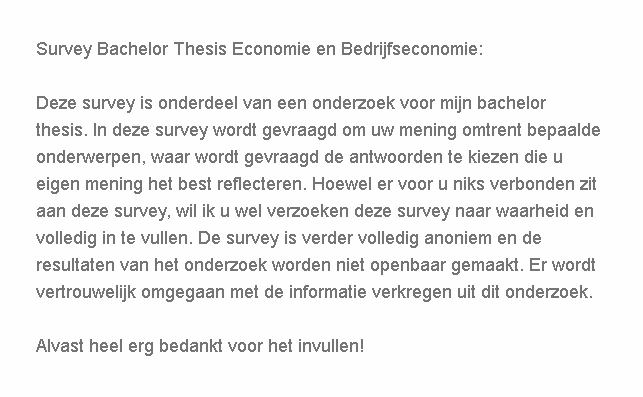 Survey Bachelor Thesis Economie en Bedrijfseconomie:
Deze survey is onderdeel van een onderzoek voor mijn bachelor
thesis. In deze survey wordt gevraagd om uw mening omtrent bepaalde
onderwerpen, waar wordt gevraagd de antwoorden te kiezen die u
eigen mening het best reflecteren. Hoewel er voor u niks verbonden zit
aan deze survey, wil ik u wel verzoeken deze survey naar waarheid en
volledig in te vullen. De survey is verder volledig anoniem en de
resultaten van het onderzoek worden niet openbaar gemaakt. Er wordt
vertrouwelijk omgegaan met de informatie verkregen uit dit onderzoek.
Alvast heel erg bedankt voor het invullen!